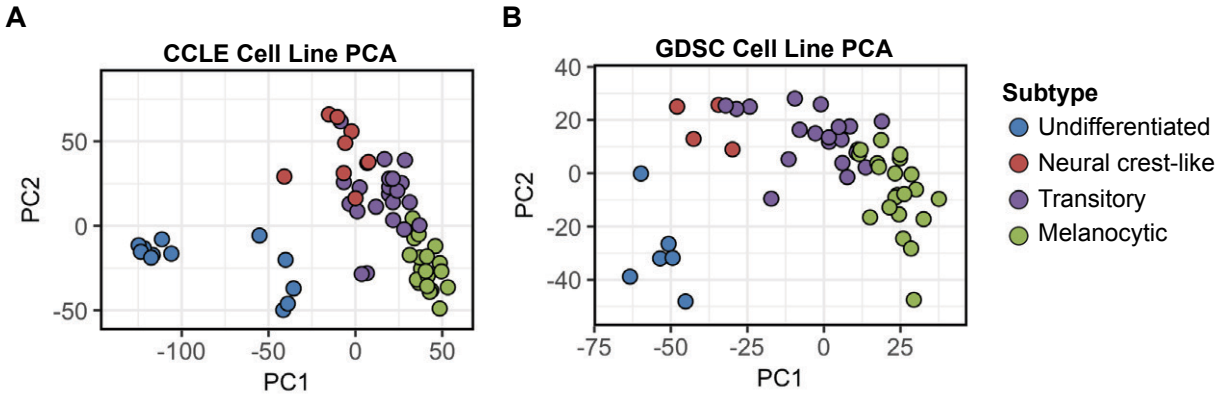 A
CCLE Cell Line PCA
PC2
50
0
-50
-100
-50
0
50
PC1
B
GDSC Cell Line PCA
PC2
40
20
0
-20
-40
-75
-50
-25
0
25
PC1
Subtype
Undifferentiated
Neural crest-like
Transitory
Melanocytic